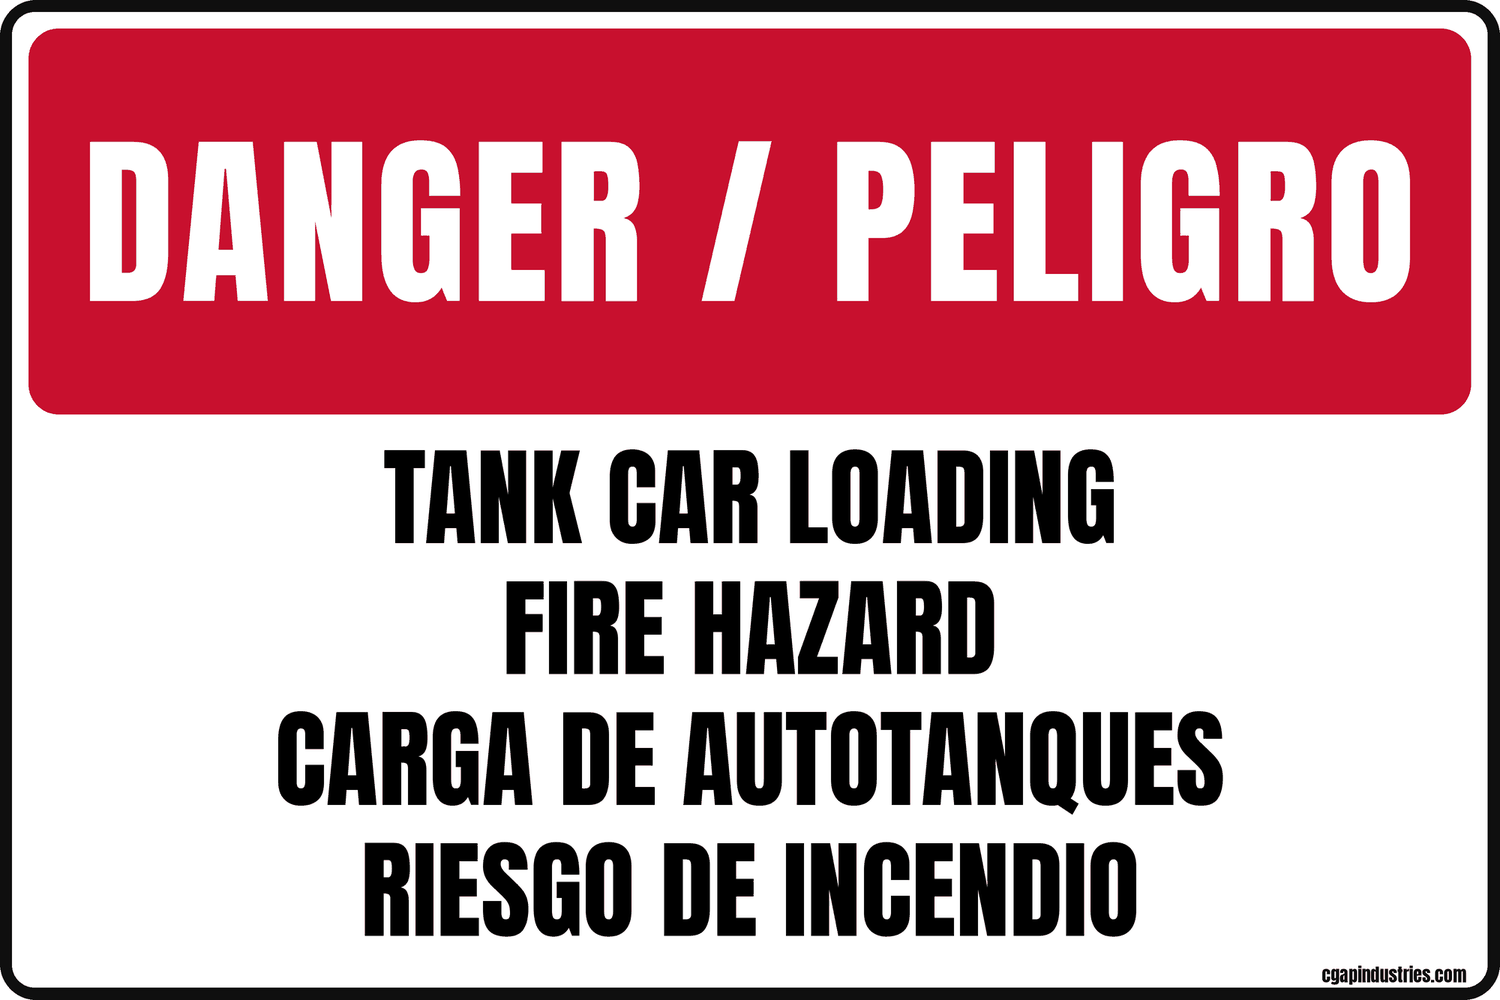 DANGER / PELIGRO
TANK CAR LOADING
FIRE HAZARD
CARGA DE AUTOTANQUES
RIESGO DE INCENDIO
cgapindustries.com